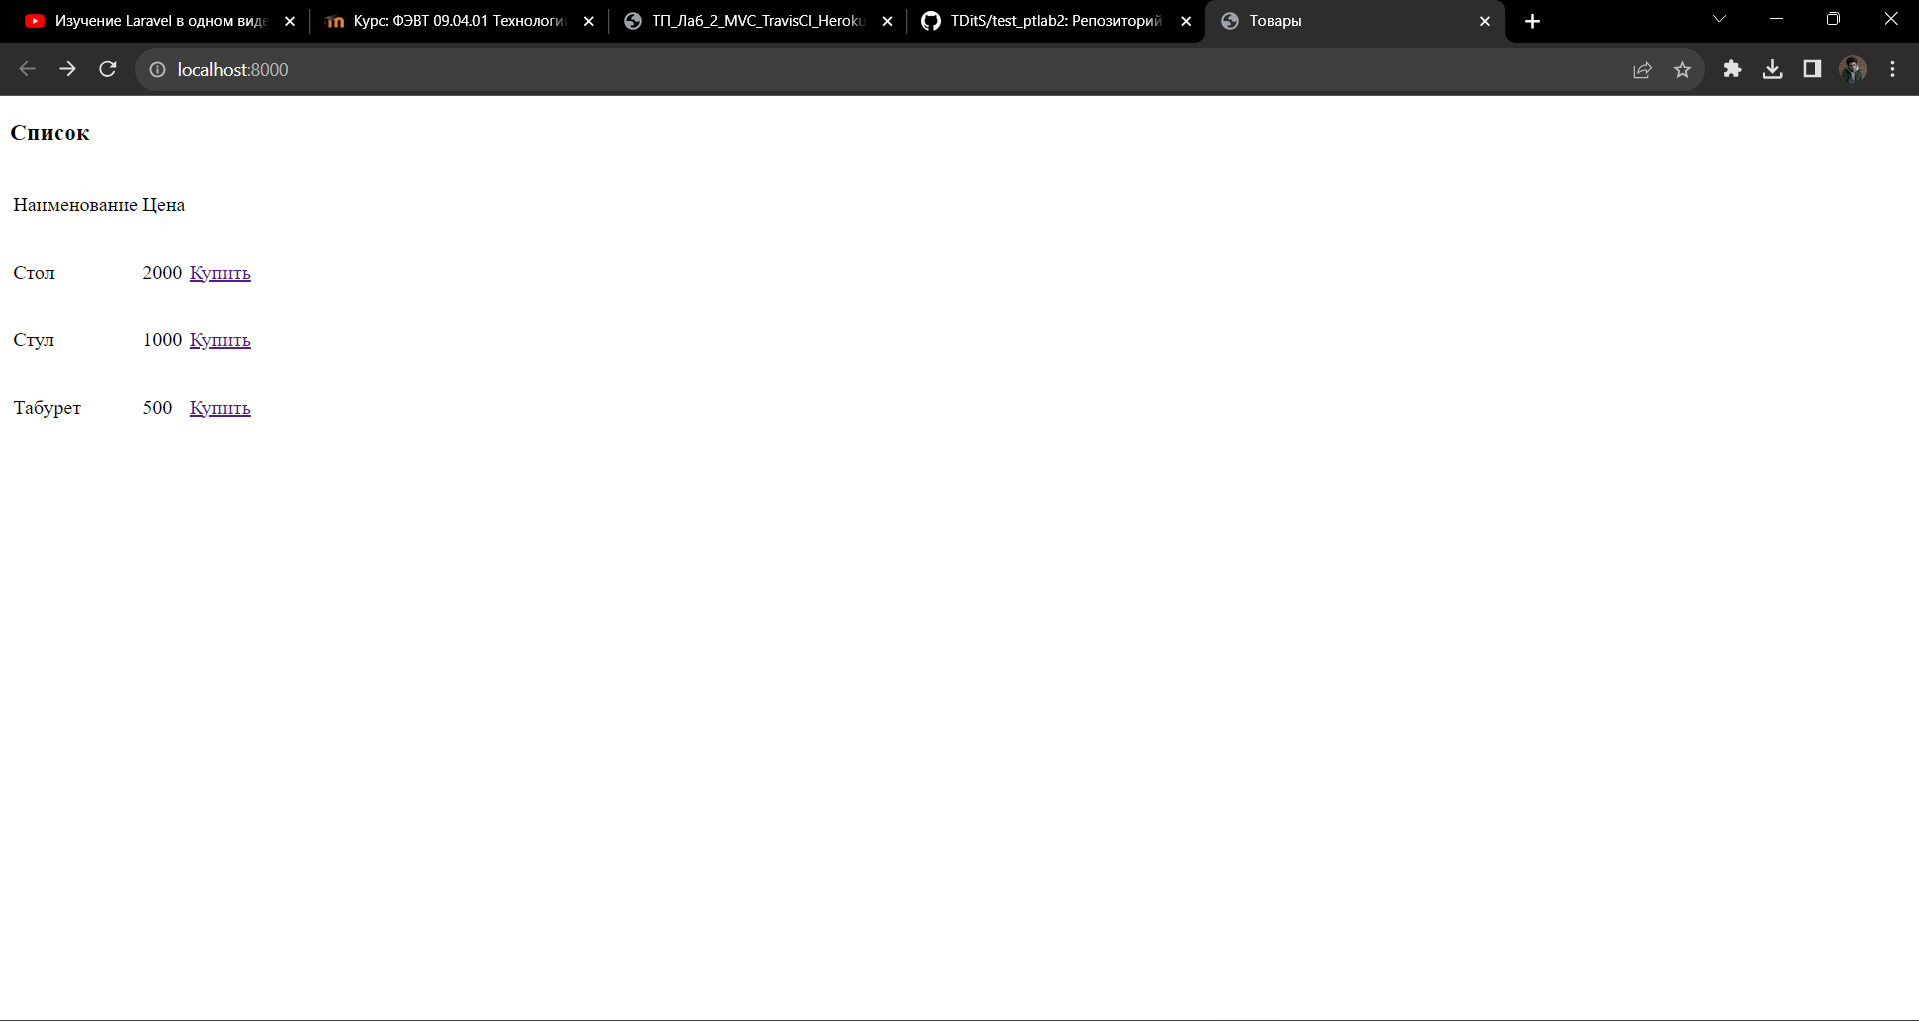 Изучение Laravel в одном виде
Курс: ФЭВТ 09.04.01 Технологии
ТП_Лаб_2_MVC_TravisCI_Heroku
TDitS/test_ptlab2: Репозиторий
Товары
localhost:8000
Список
Наименование Цена
Стол 2000 Купить
Стул 1000 Купить
Табурет 500 Купить